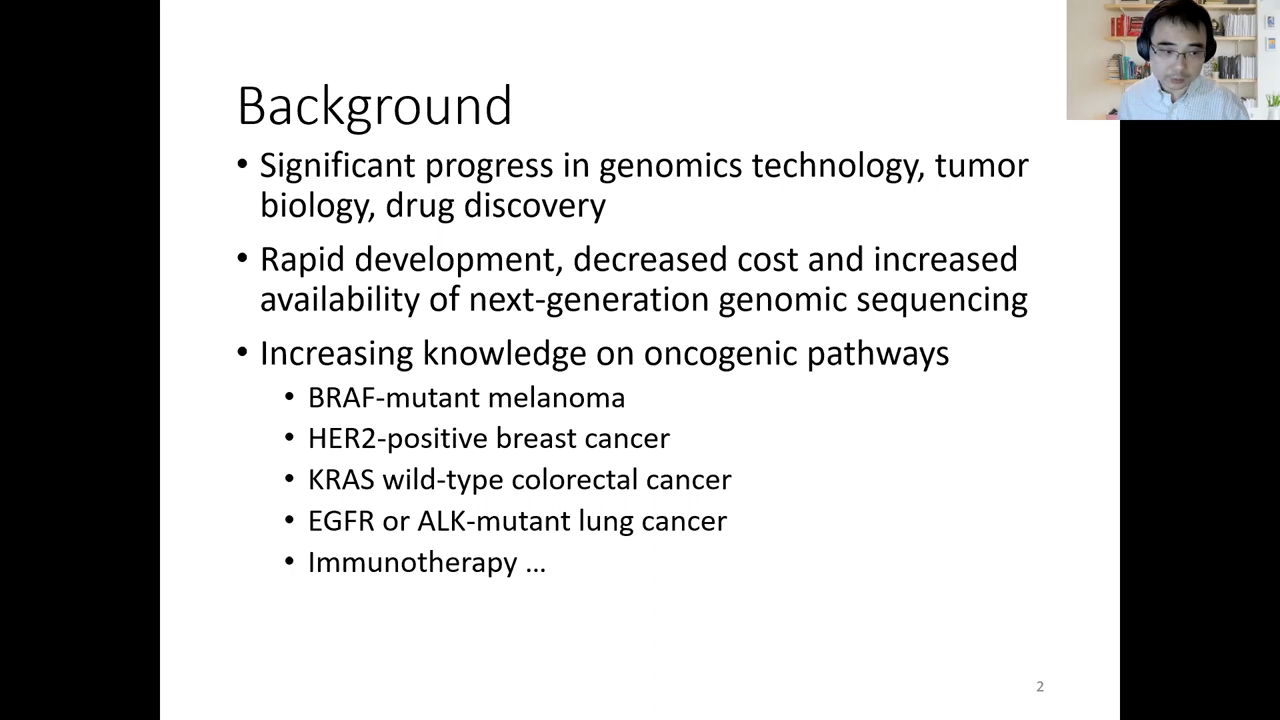 Background
• Significant progress in genomics technology, tumor
biology, drug discovery
• Rapid development, decreased cost and increased
availability of next-generation genomic sequencing
• Increasing knowledge on oncogenic pathways
• BRAF-mutant melanoma
• HER2-positive breast cancer
• KRAS wild-type colorectal cancer
• EGFR or ALK-mutant lung cancer
• Immunotherapy ...
2